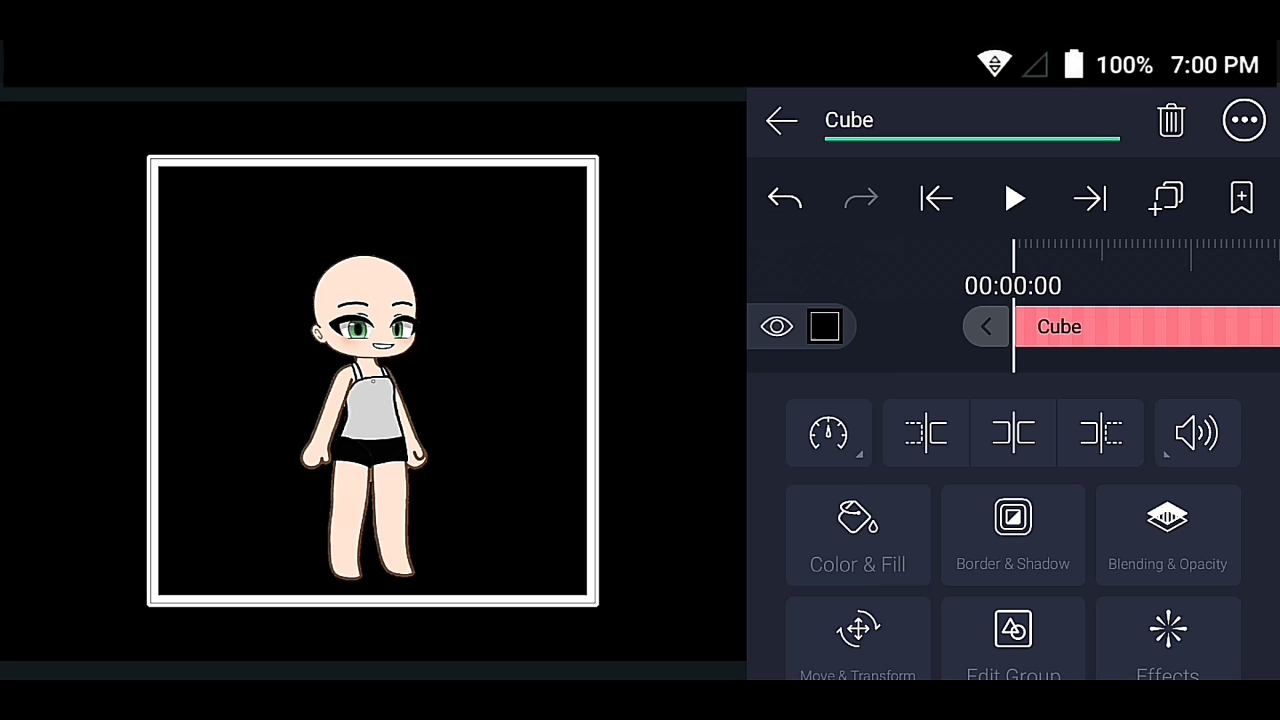 100% 7:00 PM
Cube
00:00:00
Cube
Color & Fill
Border & Shadow
Blending & Opacity
Move & Transform
Edit Group
Effects